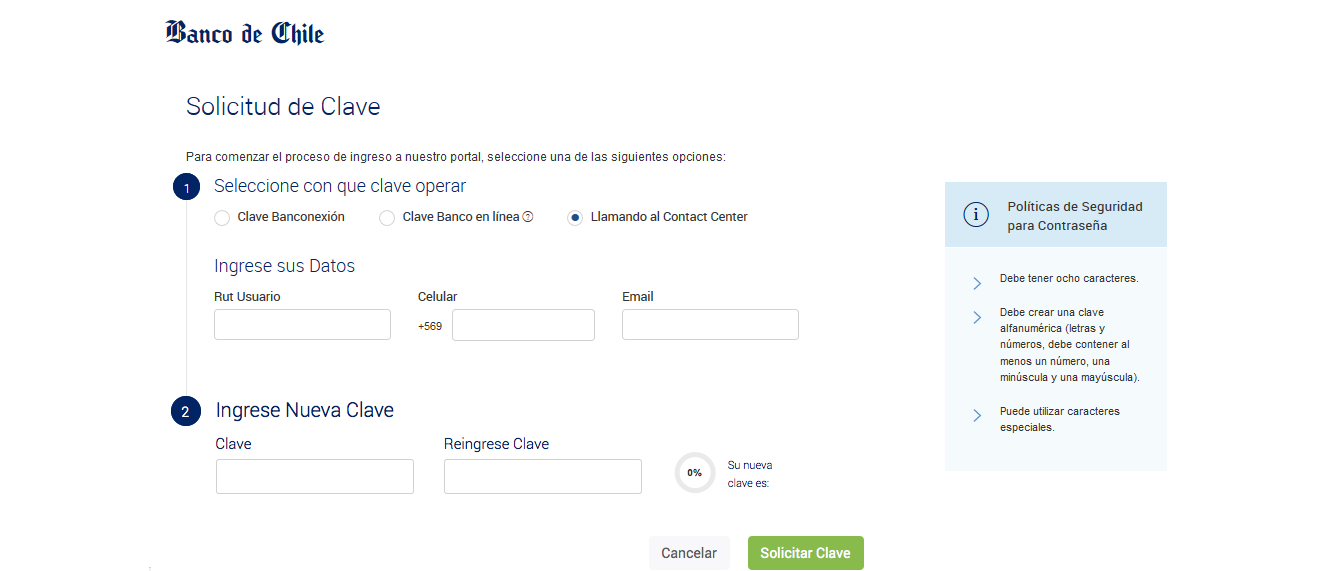 Banco de Chile
Solicitud de Clave
Para comenzar el proceso de ingreso a nuestro portal, seleccione una de las siguientes opciones:
1 Seleccione con que clave operar
Clave Banconexión Clave Banco en línea ? Llamando al Contact Center
Ingrese sus Datos
Rut Usuario Celular Email
+569
2 Ingrese Nueva Clave
Clave Reingrese Clave
0% Su nueva
clave es:
Cancelar Solicitar Clave
i Políticas de Seguridad
para Contraseña
Debe tener ocho caracteres.
Debe crear una clave
alfanumérica (letras y
números, debe contener al
menos un número, una
minúscula y una mayúscula).
Puede utilizar caracteres
especiales.